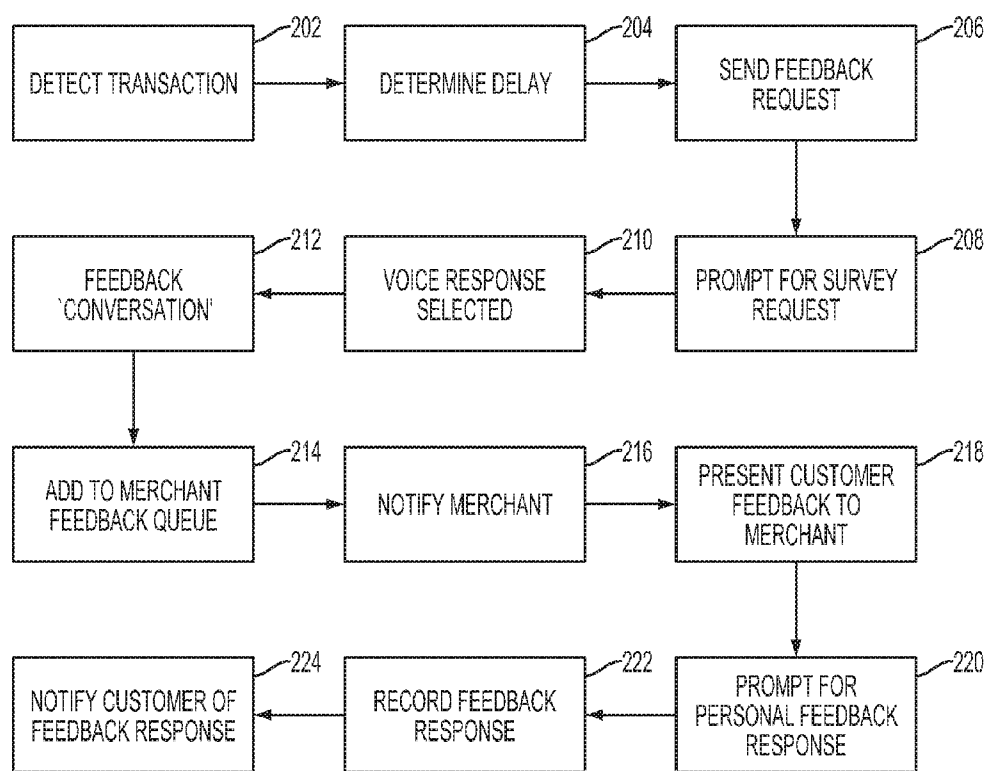 202
DETECT TRANSACTION
204
DETERMINE DELAY
206
SEND FEEDBACK
REQUEST
208
PROMPT FOR SURVEY
REQUEST
210
VOICE RESPONSE
SELECTED
212
FEEDBACK
'CONVERSATION'
214
ADD TO MERCHANT
FEEDBACK QUEUE
216
NOTIFY MERCHANT
218
PRESENT CUSTOMER
FEEDBACK TO
MERCHANT
220
PROMPT FOR
PERSONAL FEEDBACK
RESPONSE
222
RECORD FEEDBACK
RESPONSE
224
NOTIFY CUSTOMER OF
FEEDBACK RESPONSE